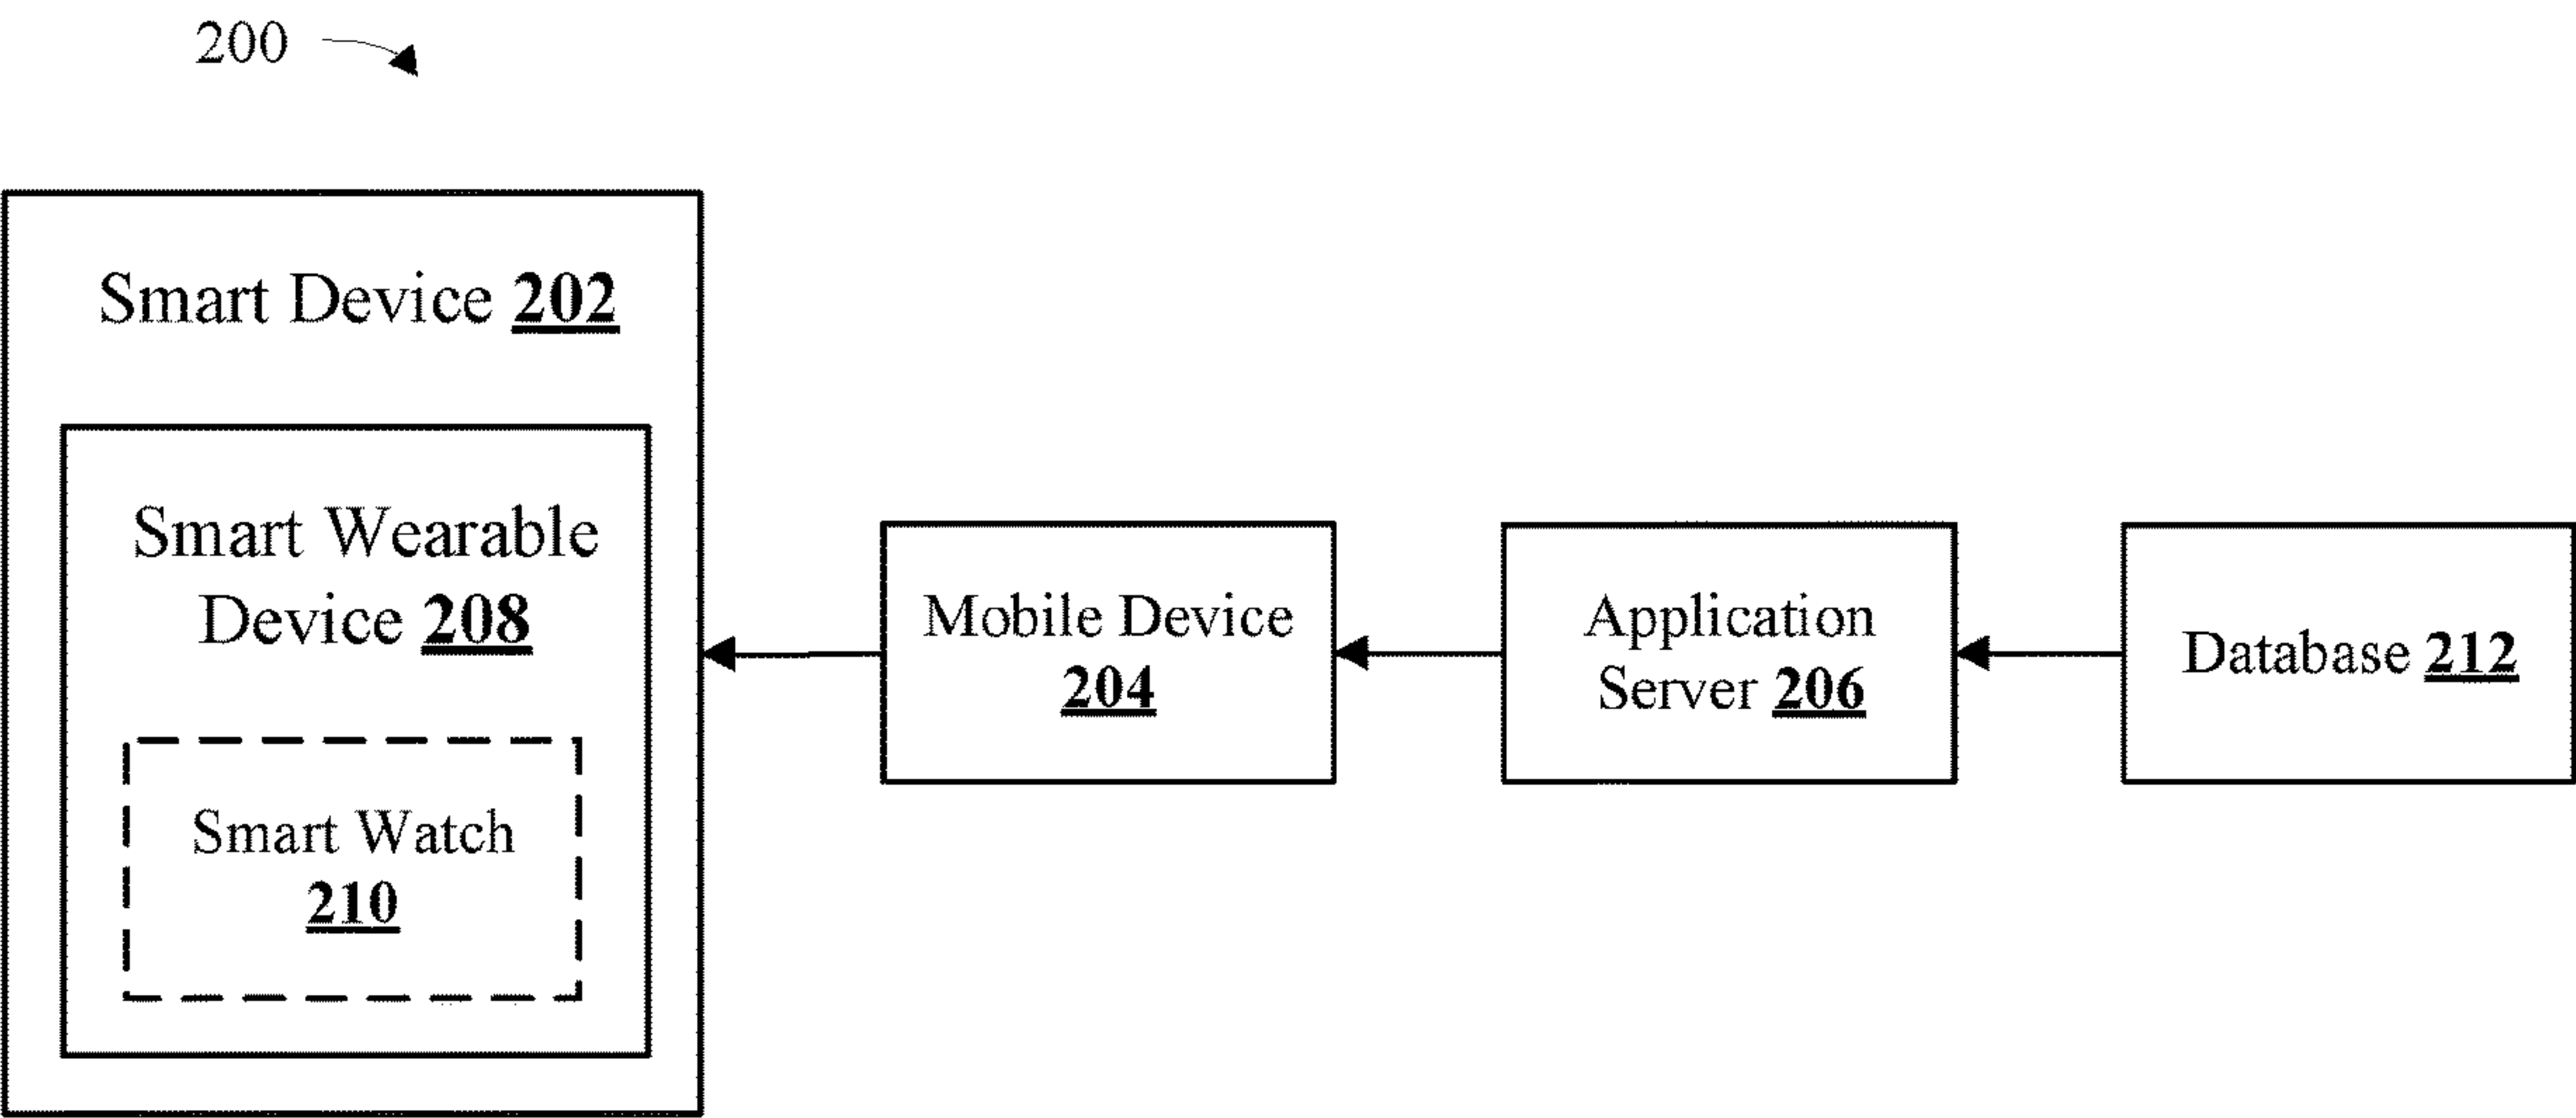 200
Smart Device 202
Smart Wearable
Device 208
Smart Watch
210
Mobile Device
204
Application
Server 206
Database 212